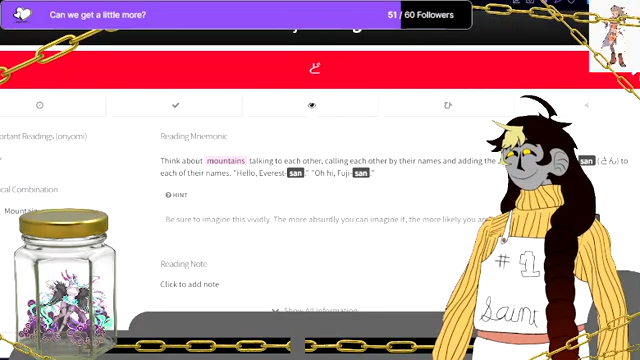 Can we get a little more?
51 / 60 Followers
ど
ひ
ortant Readings (onyomi)
Reading Mnemonic
Think about mountains talking to each other, calling each other by their names and adding the san (さん) to
each of their names. "Hello, Everest-san" "Oh hi, Fuji-san"
ocal Combination
HINT
Mountain
Be sure to imagine this vividly. The more absurdly you can imagine it, the more likely you are
# 1
Saint
Reading Note
Click to add note
Show All Information